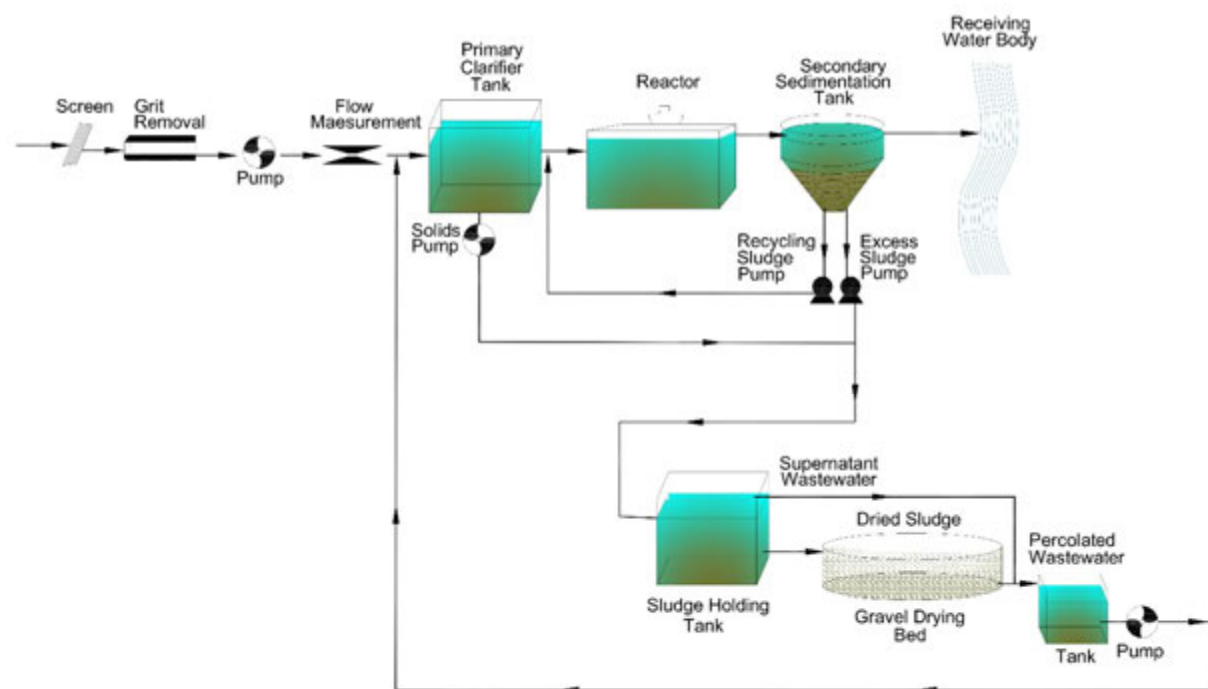 Receiving
Water Body
Primary
Clarifier
Tank
Secondary
Sedimentation
Tank
Reactor
Screen
Grit
Removal
Flow
Maesurement
Pump
Solids
Pump
Recycling
Sludge
Pump
Excess
Sludge
Pump
Supernatant
Wastewater
Dried Sludge
Percolated
Wastewater
Sludge Holding
Tank
Gravel Drying
Bed
Tank
Pump